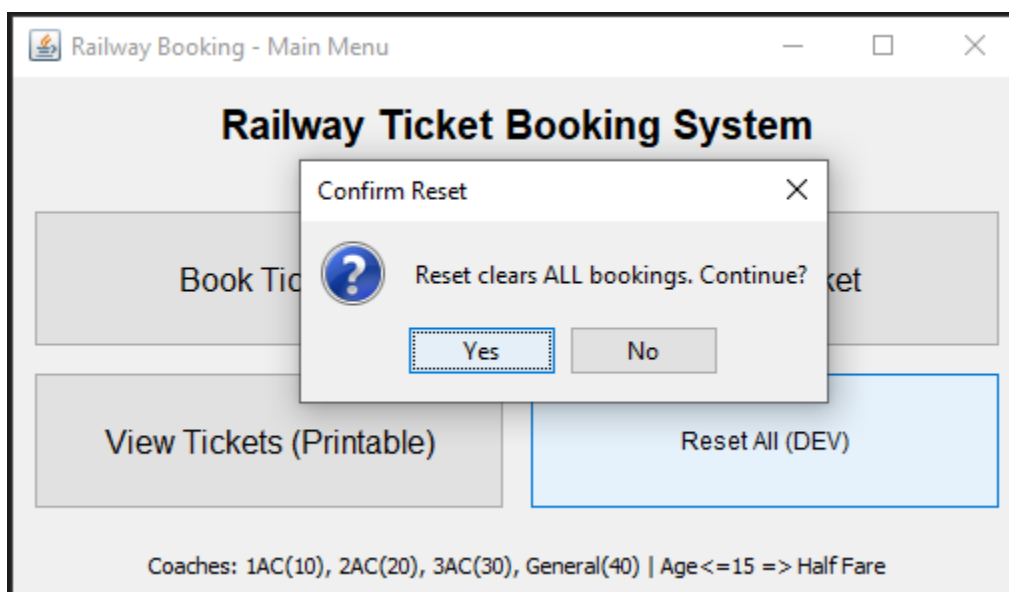 Railway Booking - Main Menu
Railway Ticket Booking System
Confirm Reset
Reset clears ALL bookings. Continue?
Yes
No
Book Tic
ket
View Tickets (Printable)
Reset All (DEV)
Coaches: 1AC(10), 2AC(20), 3AC(30), General(40) | Age<=15 => Half Fare